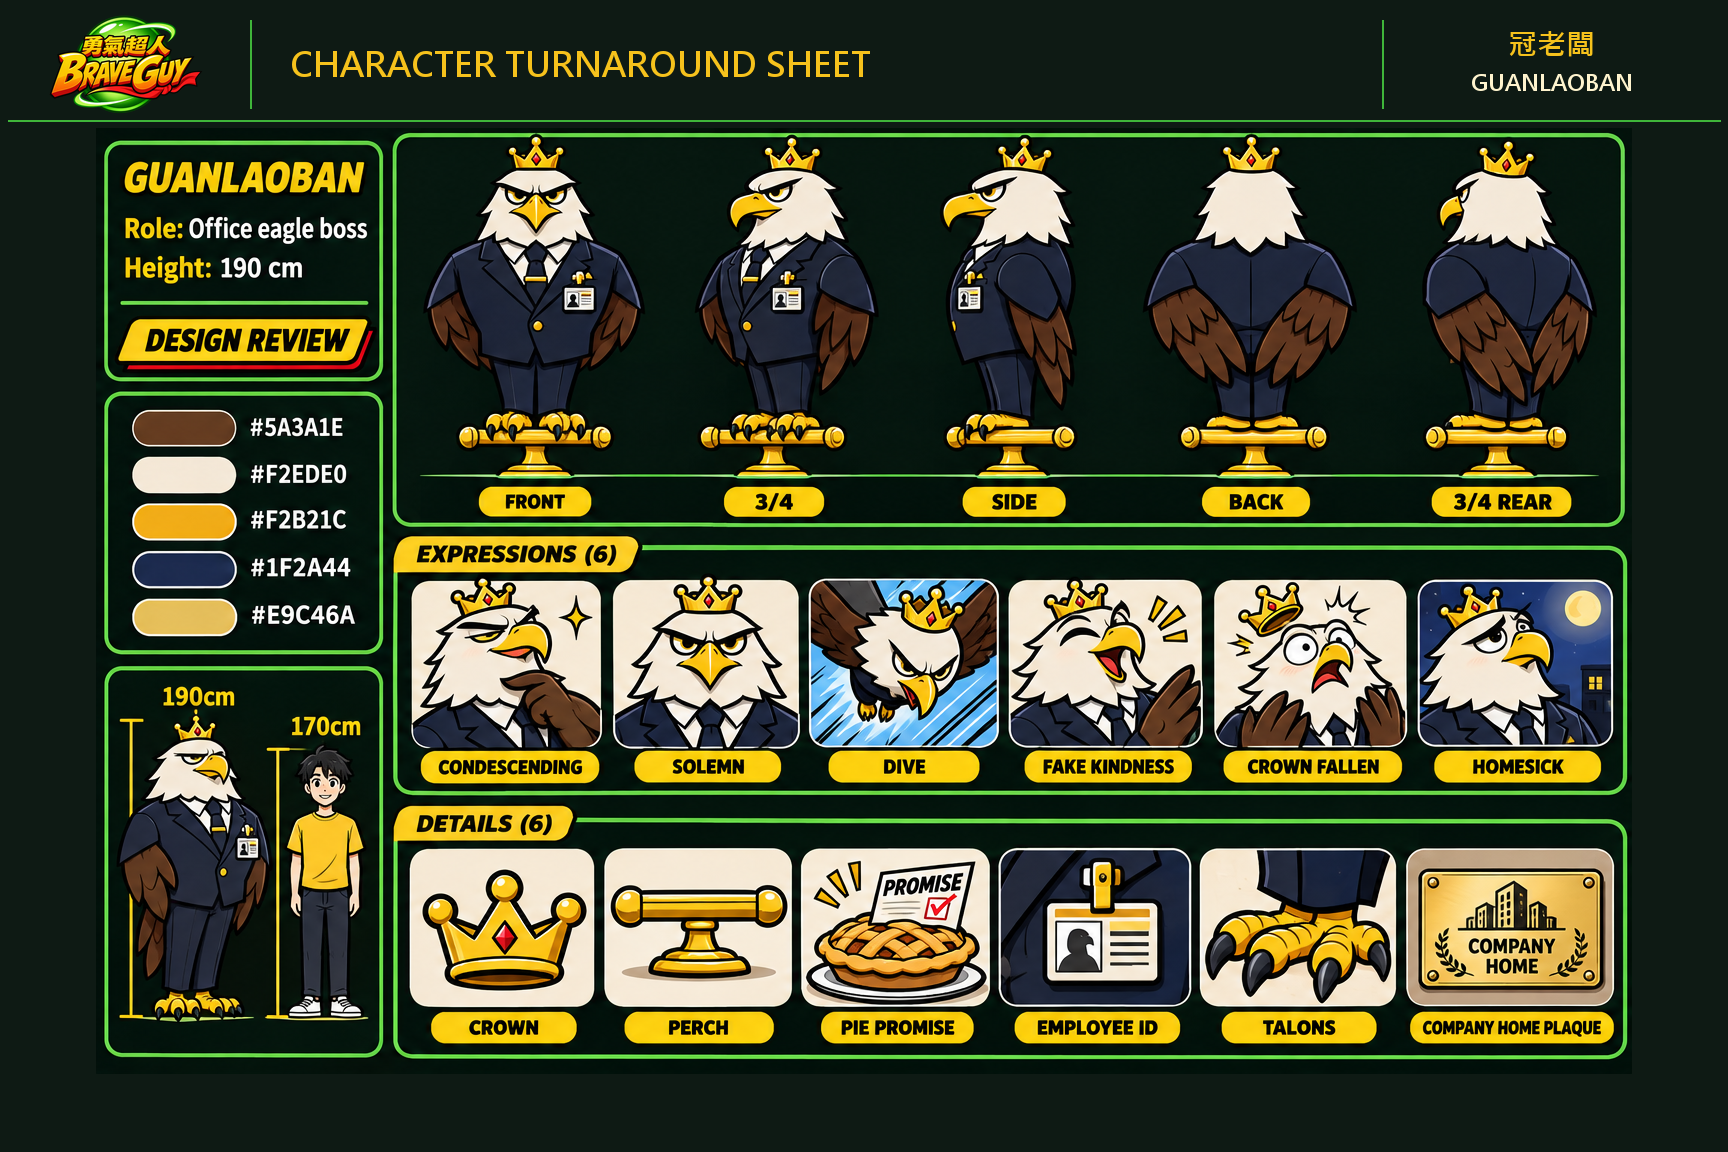 勇氣超人
BRAVE GUY
CHARACTER TURNAROUND SHEET
冠老闆
GUANLAOBAN
GUANLAOBAN
Role: Office eagle boss
Height: 190 cm
DESIGN REVIEW
#5A3A1E
#F2EDE0
#F2B21C
#1F2A44
#E9C46A
190cm
170cm
FRONT
3/4
SIDE
BACK
3/4 REAR
EXPRESSIONS (6)
CONDESCENDING
SOLEMN
DIVE
FAKE KINDNESS
CROWN FALLEN
HOMESICK
DETAILS (6)
PROMISE
COMPANY
HOME
CROWN
PERCH
PIE PROMISE
EMPLOYEE ID
TALONS
COMPANY HOME PLAQUE